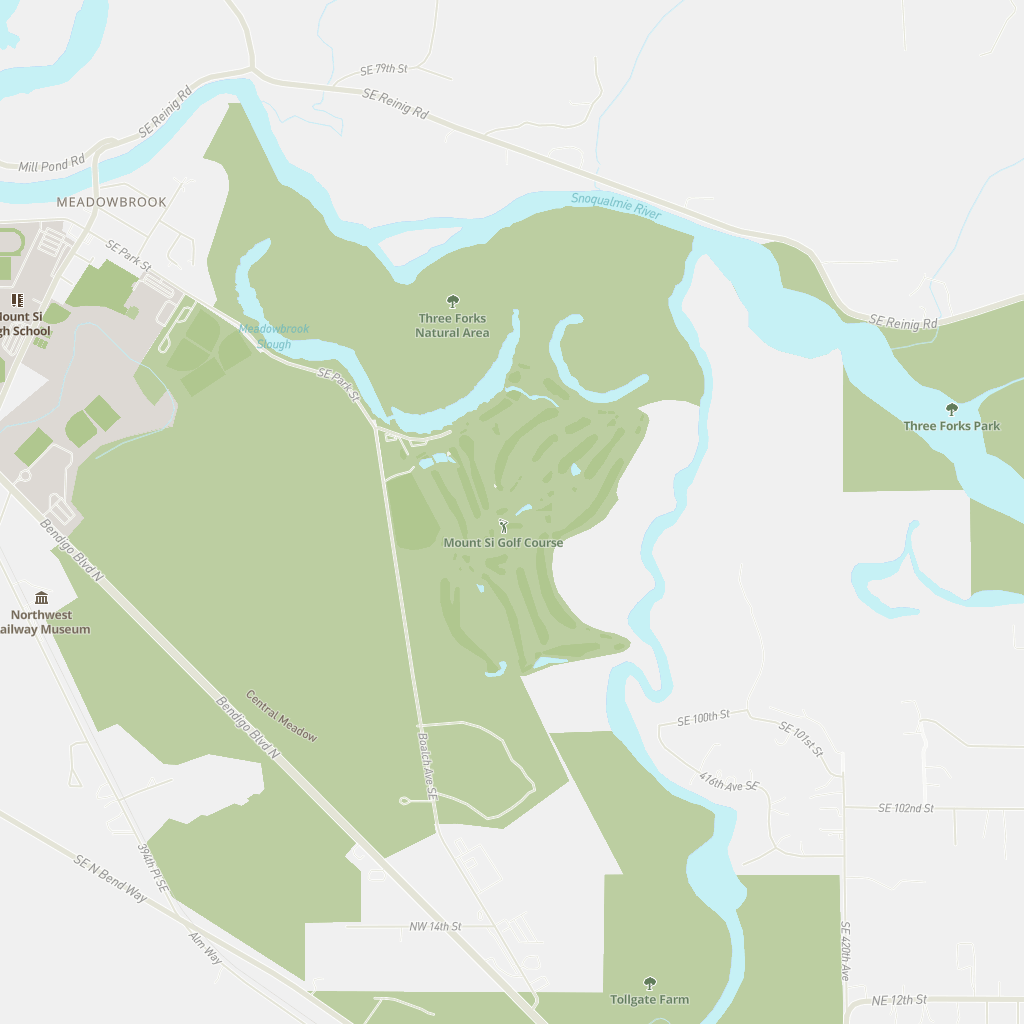 SE 79th St
SE Reinig Rd
SE Reinig Rd
Mill Pond Rd
MEADOWBROOK
Snoqualmie River
SE Park St
Three Forks
Natural Area
Mount Si
gh School
Meadowbrook
Slough
SE Reinig Rd
SE Park St
Three Forks Park
Mount Si Golf Course
Bendigo Blvd N
Northwest
ailway Museum
Central Meadow
Bendigo Blvd N
Boalch Ave SE
SE 100th St
SE 101st St
416th Ave SE
SE 102nd St
394th Pl SE
SE N Bend Way
Alm Way
NW 14th St
SE 420th Ave
Tollgate Farm
NE 12th St